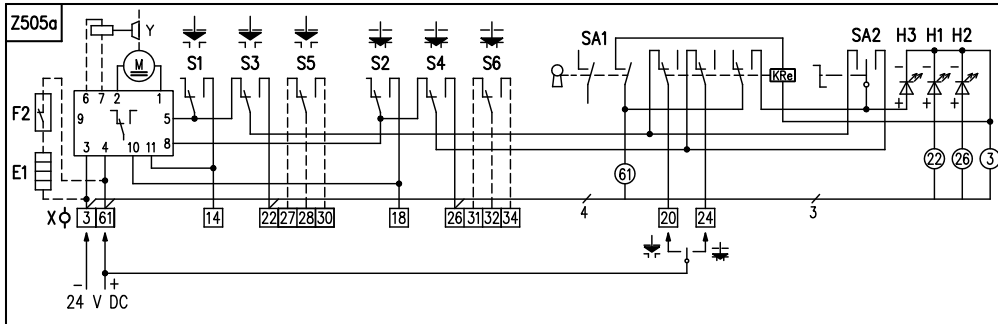 Z505a
Y
M
S1 S3 S5 S2 S4 S6
SA1
KRe
SA2 H3 H1 H2
6 7 2 1
9 5
8
3 4 10 11
F2
E1
- - -
+ + +
61
22 26 3
4 3
X 3 61 14 22 27 28 30 18 26 31 32 34 20 24
- +
24 V DC